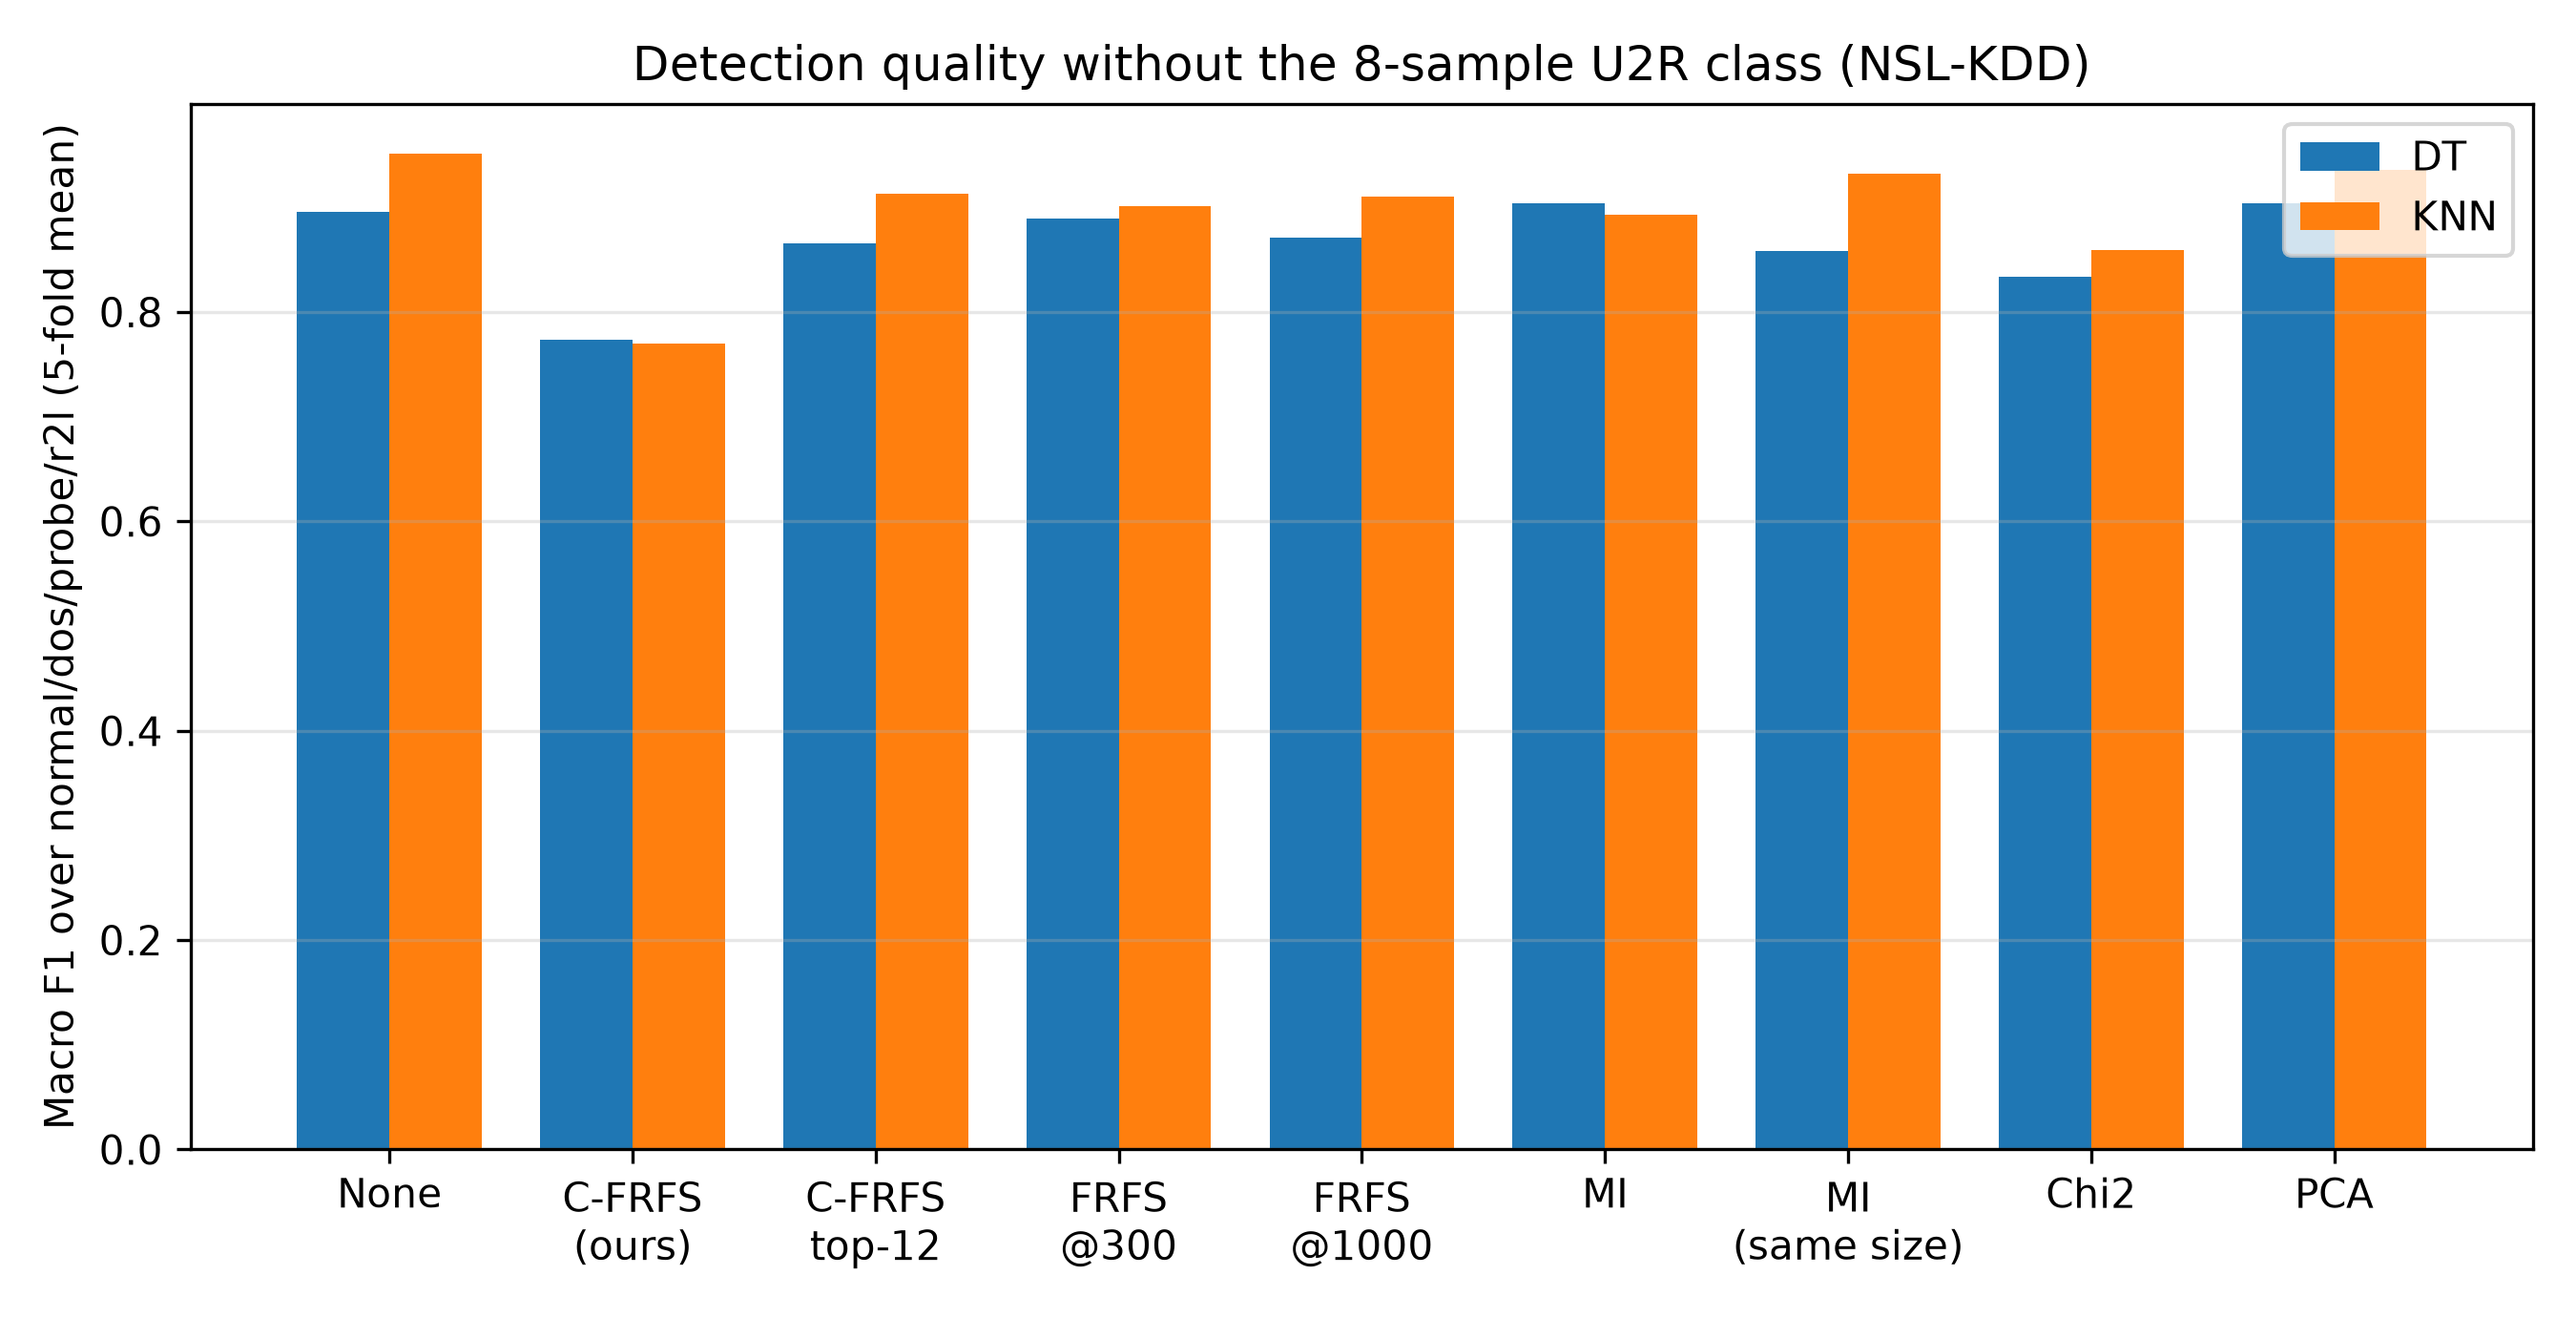 Detection quality without the 8-sample U2R class (NSL-KDD)
Macro F1 over normal/dos/probe/r2l (5-fold mean)
DT
KNN
0.8
0.6
0.4
0.2
0.0
None
C-FRFS
(ours)
C-FRFS
top-12
FRFS
@300
FRFS
@1000
MI
MI
(same size)
Chi2
PCA